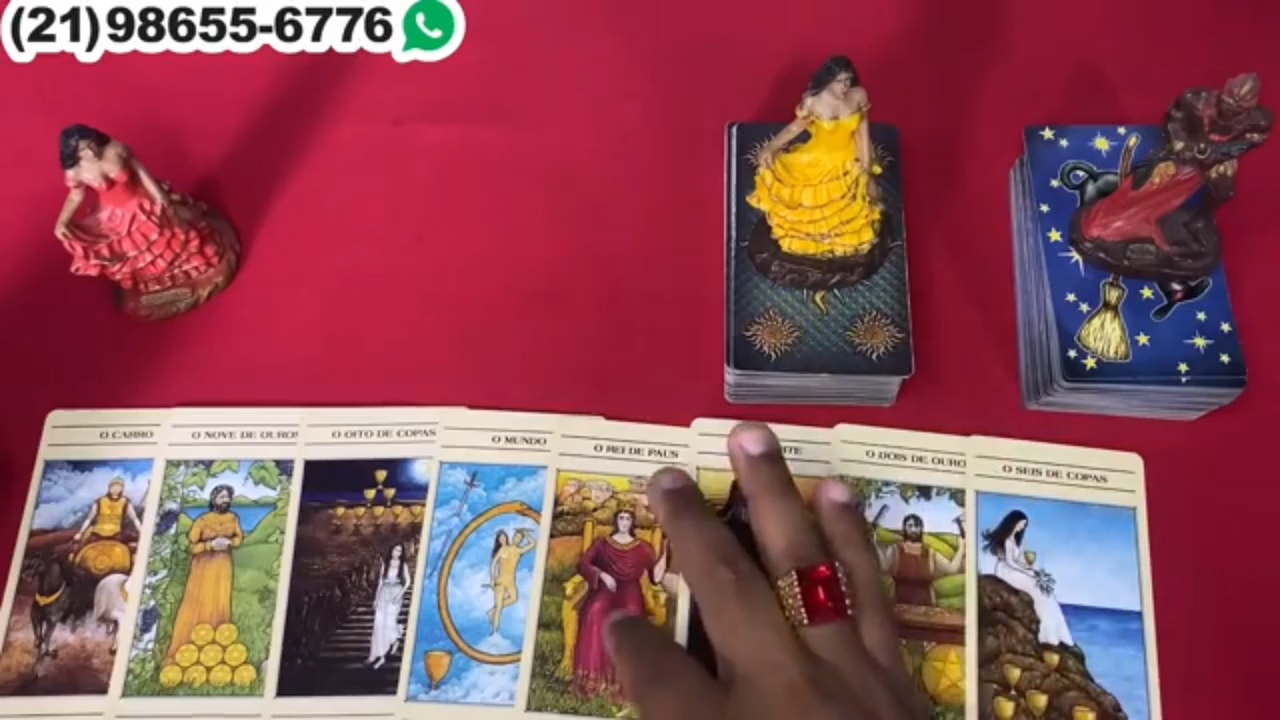 (21)98655-6776
O CARRO
O NOVE DE OUROS
O OITO DE COPAS
O MUNDO
O REI DE PAUS
O DOIS DE OURO
O SEIS DE COPAS